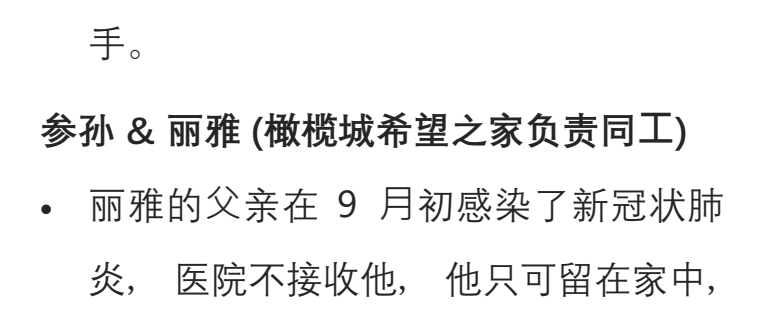 手。
参孙 & 丽雅 (橄榄城希望之家负责同工)
• 丽雅的父亲在 9 月初感染了新冠状肺
炎, 医院不接收他, 他只可留在家中,